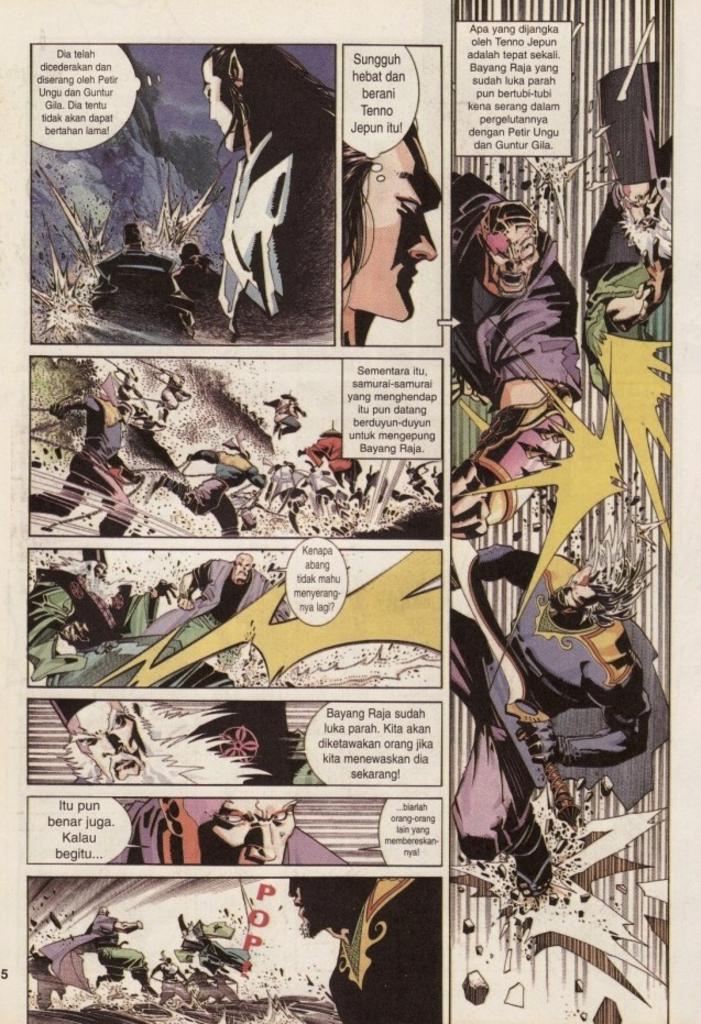 Dia telah
dicederakan dan
diserang oleh Petir
Ungu dan Guntur
Gila. Dia tentu
tidak akan dapat
bertahan lama!
Sungguh
hebat dan
berani
Tenno
Jepun itu!
Apa yang dijangka
oleh Tenno Jepun
adalah tepat sekali.
Bayang Raja yang
sudah luka parah
pun bertubi-tubi
kena serang dalam
pergelutannya
dengan Petir Ungu
dan Guntur Gila.
Sementara itu,
samurai-samurai
yang menghendap
itu pun datang
berduyun-duyun
untuk mengepung
Bayang Raja.
Kenapa
abang
tidak mahu
menyerang-
nya lagi?
Bayang Raja sudah
luka parah. Kita akan
diketawakan orang jika
kita menewaskan dia
sekarang!
Itu pun
benar juga.
Kalau
begitu...
...biarlah
orang-orang
lain yang
membereskan-
nya!
POP!
5